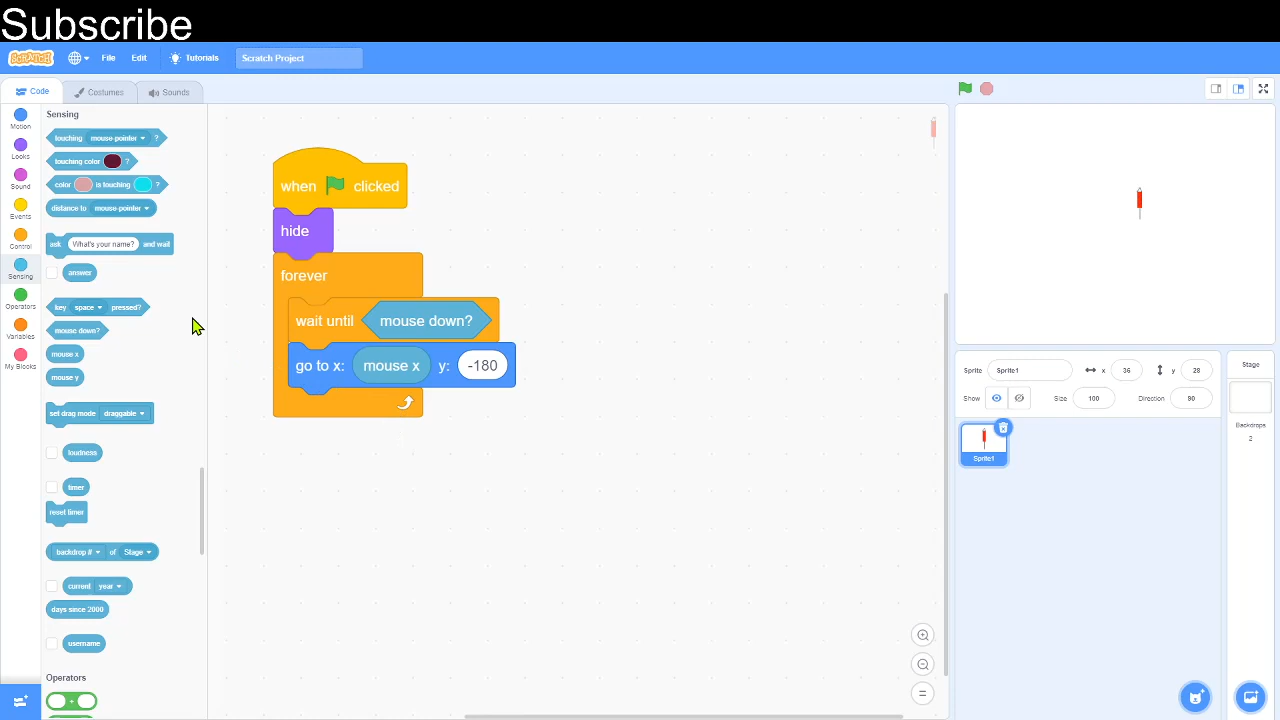 Subscribe
SCRATCH File Edit Tutorials Scratch Project
Code Costumes Sounds
Motion
Looks
Sound
Events
Control
Sensing
Operators
Variables
My Blocks
Sensing
touching mouse-pointer ?
touching color ?
color is touching ?
distance to mouse-pointer
ask What's your name? and wait
answer
key space pressed?
mouse down?
mouse x
mouse y
set drag mode draggable
loudness
timer
reset timer
backdrop # of Stage
current year
days since 2000
username
Operators
+
when clicked
hide
forever
wait until mouse down?
go to x: mouse x y: -180
Sprite Sprite1 x 36 y 28
Show Size 100 Direction 90
Sprite1
Stage
Backdrops
2